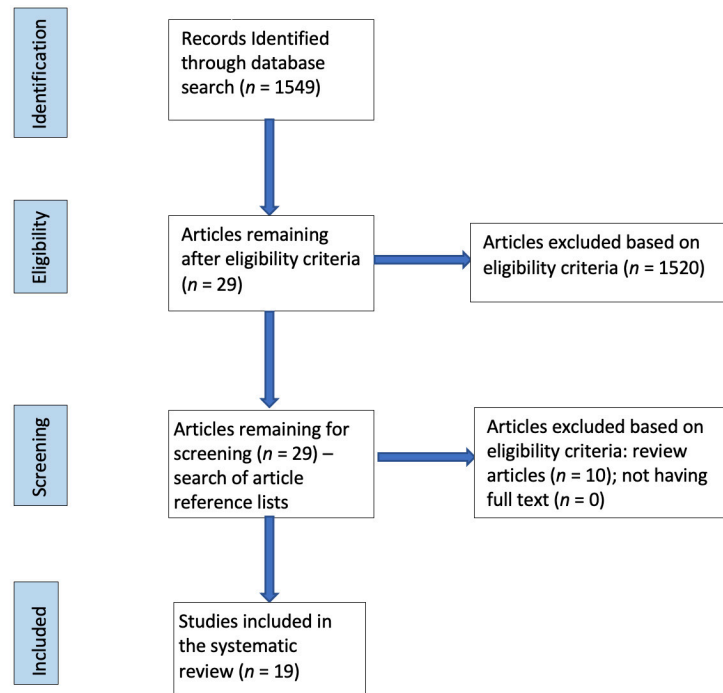 Identification
Records Identified
through database
search (n = 1549)
Eligibility
Articles remaining
after eligibility criteria
(n = 29)
Articles excluded based on
eligibility criteria (n = 1520)
Screening
Articles remaining for
screening (n = 29) –
search of article
reference lists
Articles excluded based on
eligibility criteria: review
articles (n = 10); not having
full text (n = 0)
Included
Studies included in
the systematic
review (n = 19)